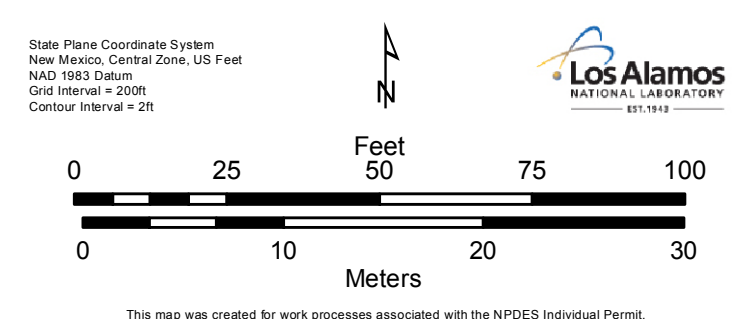 State Plane Coordinate System
New Mexico, Central Zone, US Feet
NAD 1983 Datum
Grid Interval = 200ft
Contour Interval = 2ft
N
Los Alamos
NATIONAL LABORATORY
EST.1943
Feet
0 25 50 75 100
0 10 20 30
Meters
This map was created for work processes associated with the NPDES Individual Permit.